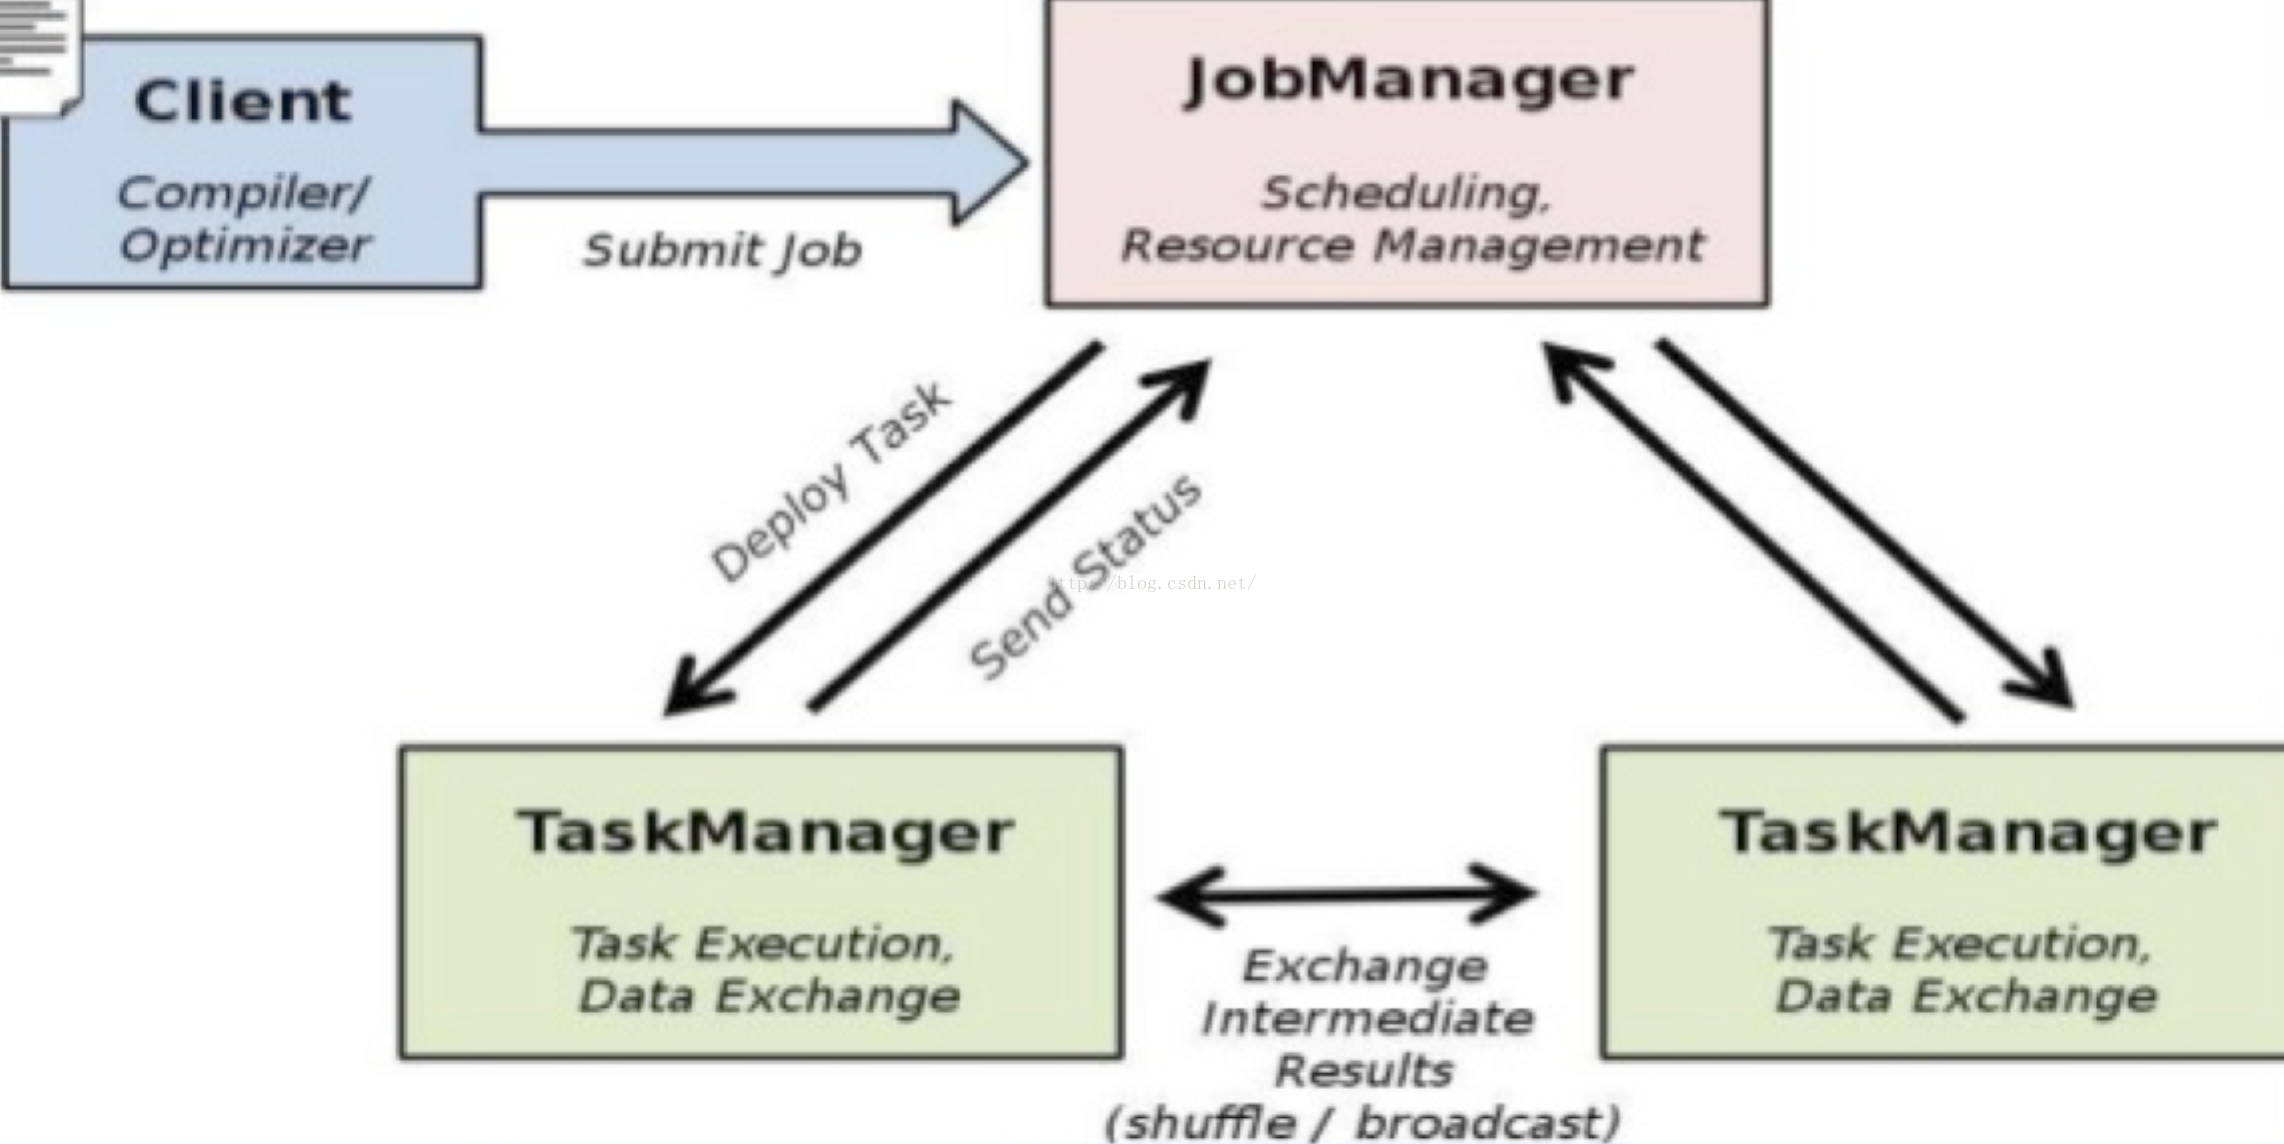 Client
Compiler/
Optimizer
Submit Job
JobManager
Scheduling,
Resource Management
Deploy Task
Send Status
http://blog.csdn.net/
TaskManager
Task Execution,
Data Exchange
Exchange
Intermediate
Results
(shuffle / broadcast)
TaskManager
Task Execution,
Data Exchange